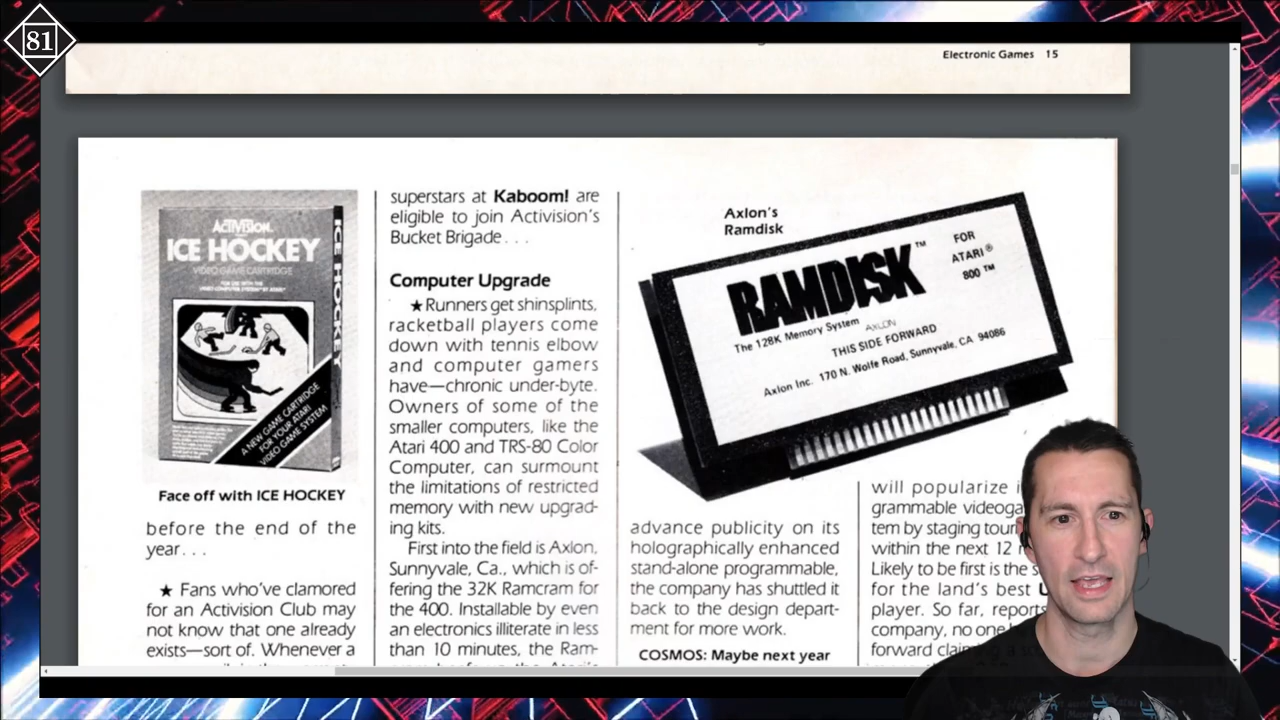 81
Electronic Games 15
ACTIVISION.
ICE HOCKEY
VIDEO GAME CARTRIDGE
ICE HOCKEY
A NEW GAME CARTRIDGE
FOR YOUR ATARI
VIDEO GAME SYSTEM
Face off with ICE HOCKEY
before the end of the
year. . .
★ Fans who've clamored
for an Activision Club may
not know that one already
exists—sort of. Whenever a
superstars at Kaboom! are
eligible to join Activision's
Bucket Brigade . . .
Computer Upgrade
★ Runners get shinsplints,
racketball players come
down with tennis elbow
and computer gamers
have—chronic under-byte.
Owners of some of the
smaller computers, like the
Atari 400 and TRS-80 Color
Computer, can surmount
the limitations of restricted
memory with new upgrad-
ing kits.
First into the field is Axlon,
Sunnyvale, Ca., which is of-
fering the 32K Ramcram for
the 400. Installable by even
an electronics illiterate in less
than 10 minutes, the Ram-
Axlon's
Ramdisk
RAMDISK™
FOR
ATARI®
800™
The 128K Memory System AXLON
THIS SIDE FORWARD
Axlon Inc. 170 N. Wolfe Road, Sunnyvale, CA 94086
advance publicity on its
holographically enhanced
stand-alone programmable,
the company has shuttled it
back to the design depart-
ment for more work.
COSMOS: Maybe next year
will popularize
grammable videoga
tem by staging tour
within the next 12
Likely to be first is the s
for the land's best
player. So far, reports
company, no one
forward